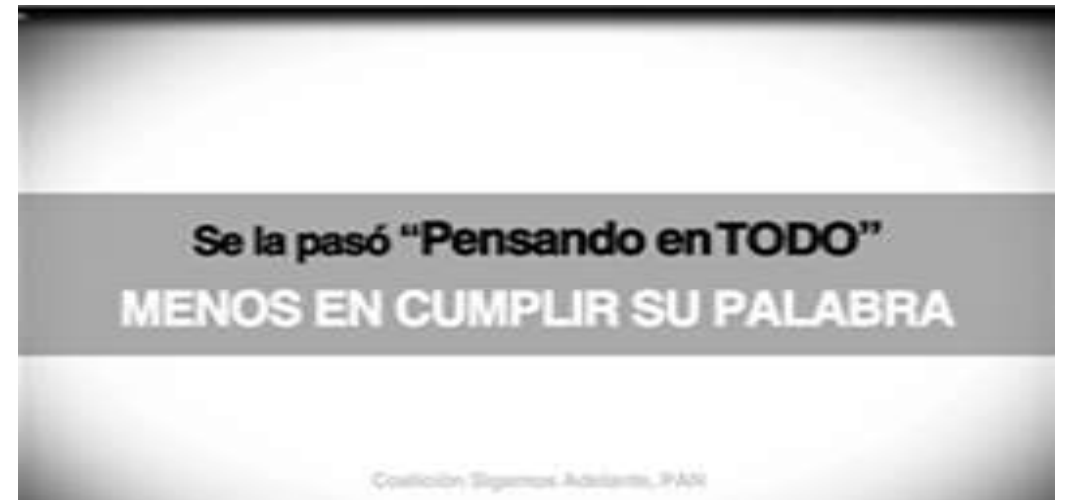 Se la pasó “Pensando en TODO”
MENOS EN CUMPLIR SU PALABRA
Coalición Sigamos Adelante, PAN